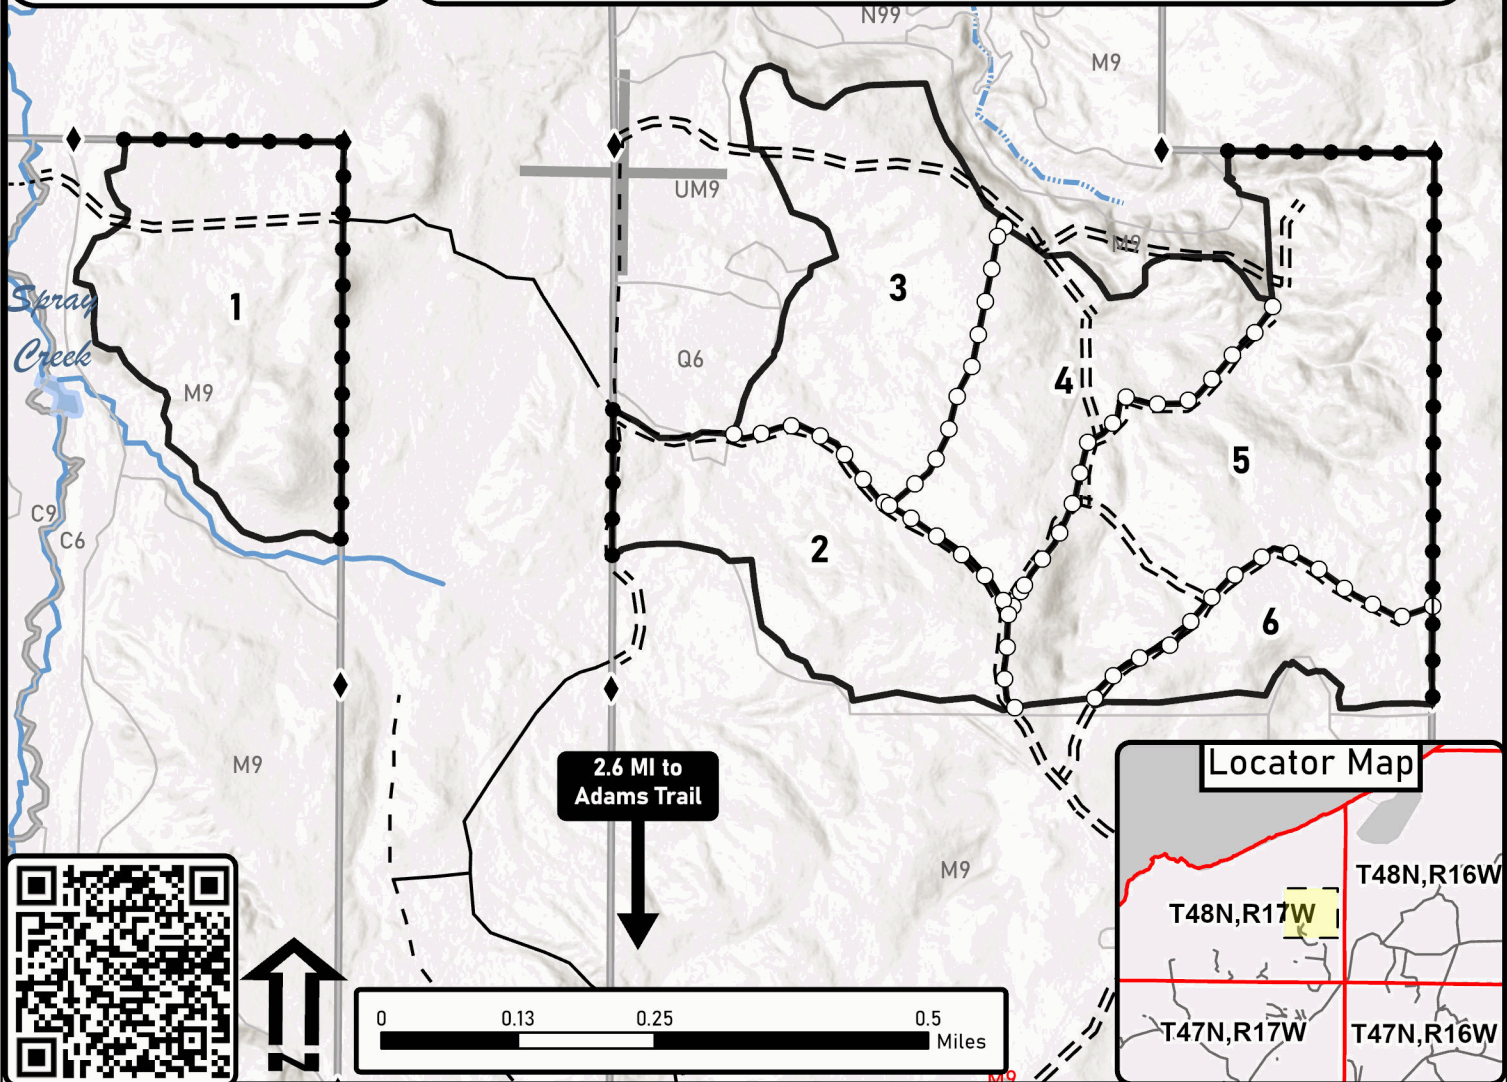 N99
M9
UM9
M9
3
1
Spray
Creek
Q6
4
M9
5
C9
C6
2
6
M9
2.6 MI to
Adams Trail
M9
Locator Map
T48N,R16W
T48N,R17W
T47N,R17W
T47N,R16W
0 0.13 0.25 0.5
Miles
N
M9